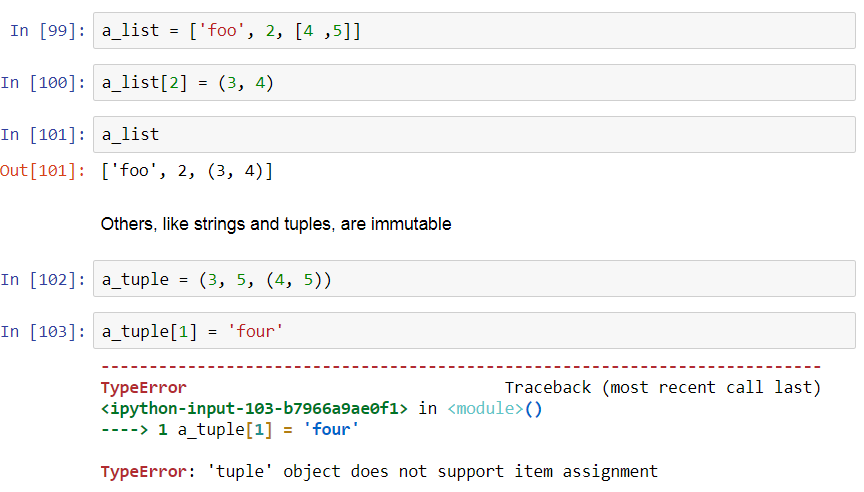 In [99]: a_list = ['foo', 2, [4 ,5]]
In [100]: a_list[2] = (3, 4)
In [101]: a_list
Out[101]: ['foo', 2, (3, 4)]
Others, like strings and tuples, are immutable
In [102]: a_tuple = (3, 5, (4, 5))
In [103]: a_tuple[1] = 'four'
---------------------------------------------------------------------------
TypeError                                 Traceback (most recent call last)
<ipython-input-103-b7966a9ae0f1> in <module>()
----> 1 a_tuple[1] = 'four'
TypeError: 'tuple' object does not support item assignment